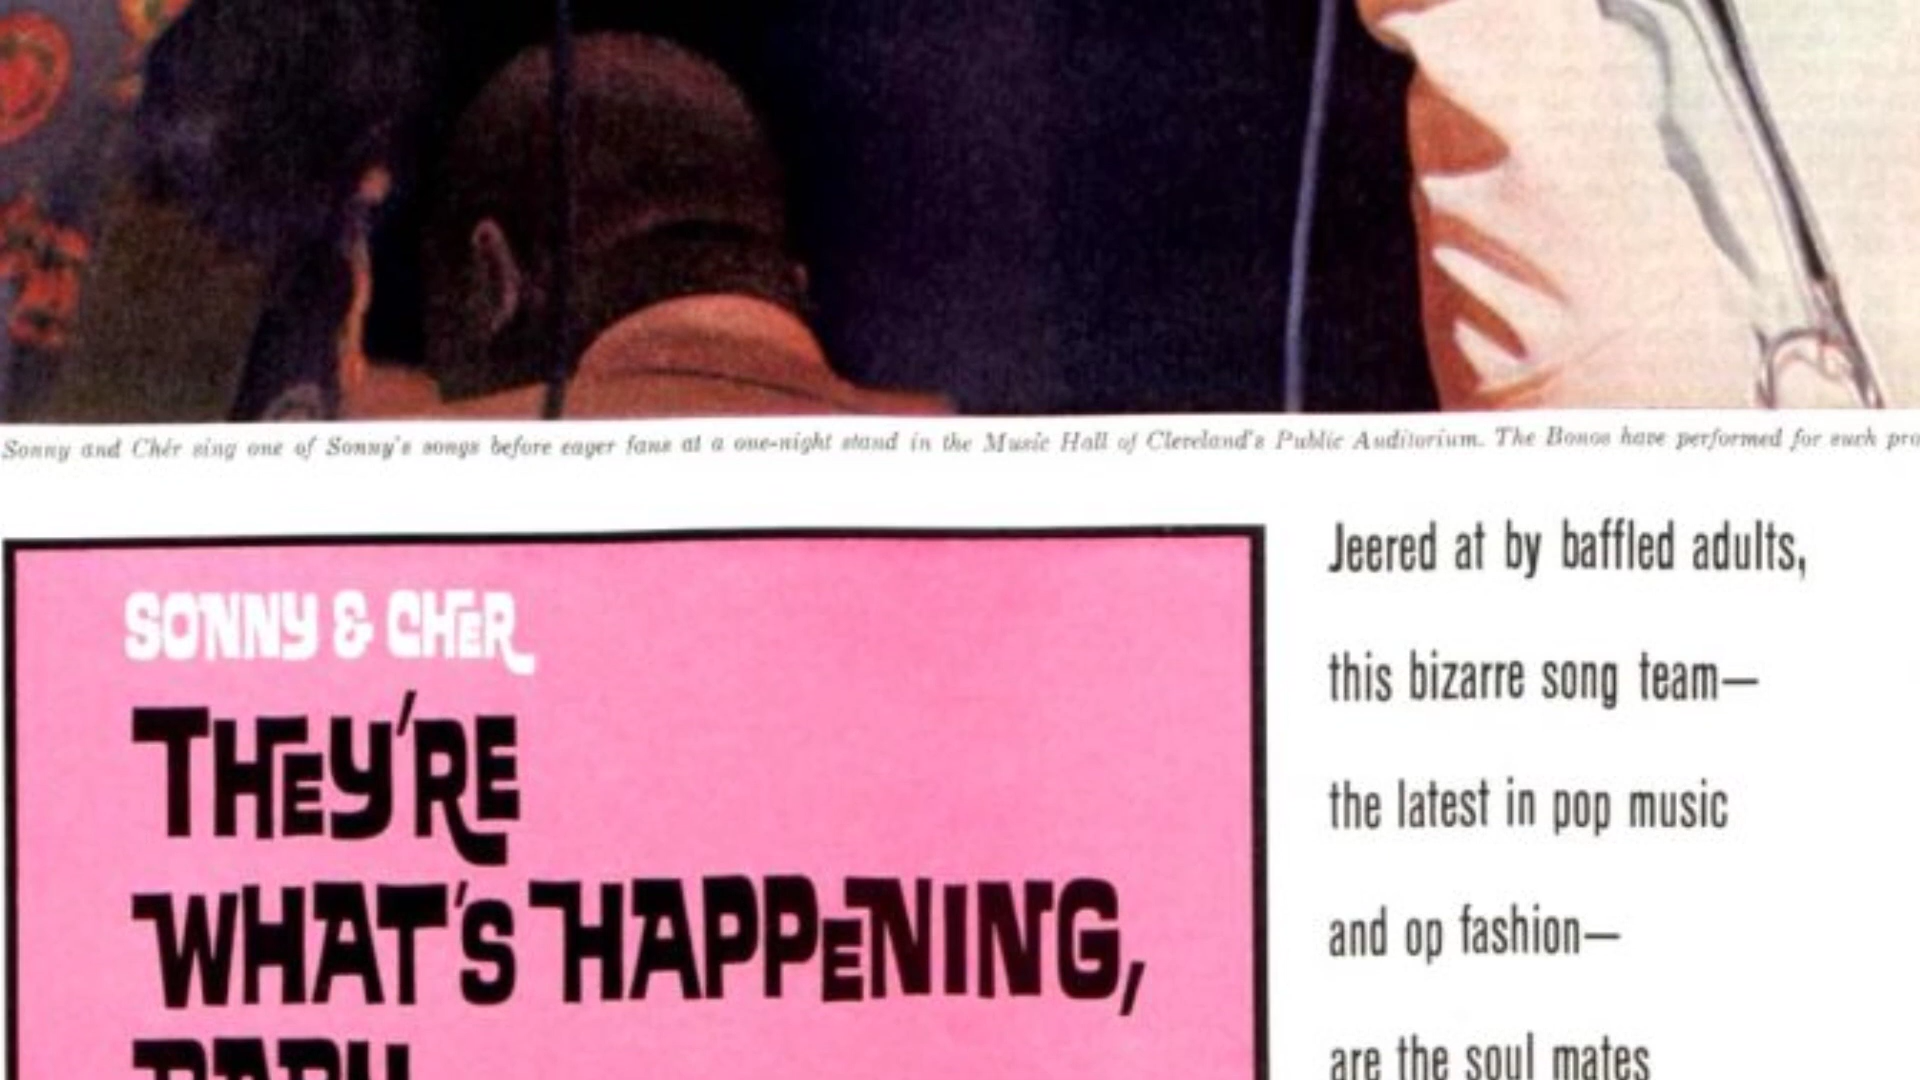 Sonny and Chér sing one of Sonny's songs before eager fans at a one-night stand in the Music Hall of Cleveland's Public Auditorium. The Bonos have performed for such
Jeered at by baffled adults,
this bizarre song team—
the latest in pop music
and op fashion—
are the soul mates
SONNY & CHER
THEY'RE
WHAT'S HAPPENING,
BABY